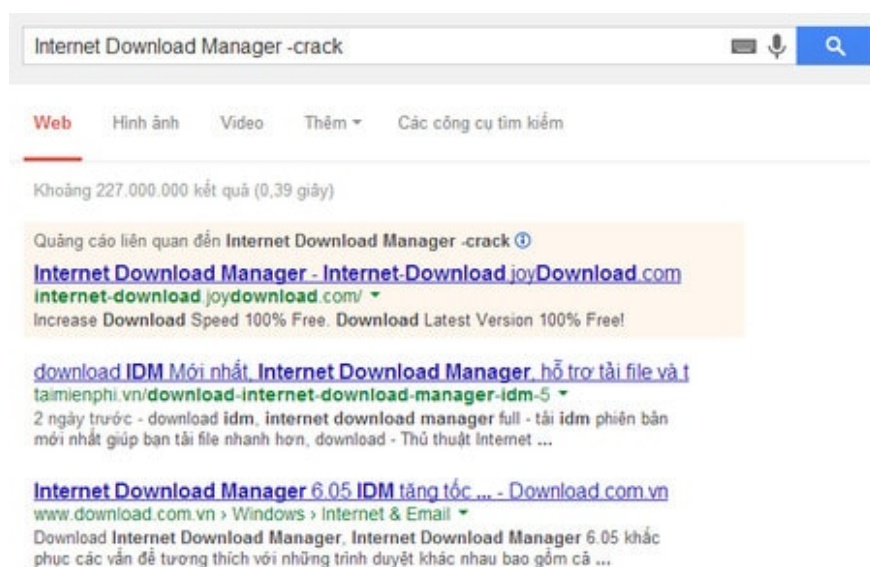 Internet Download Manager -crack
Web Hình ảnh Video Thêm Các công cụ tìm kiếm
Khoảng 227.000.000 kết quả (0,39 giây)
Quảng cáo liên quan đến Internet Download Manager -crack
Internet Download Manager - Internet-Download.joyDownload.com
internet-download.joydownload.com/
Increase Download Speed 100% Free. Download Latest Version 100% Free!
download IDM Mới nhất, Internet Download Manager, hỗ trợ tải file và t
taimienphi.vn/download-internet-download-manager-idm-5
2 ngày trước - download idm, internet download manager full - tải idm phiên bản
mới nhất giúp bạn tải file nhanh hơn, download - Thủ thuật Internet ...
Internet Download Manager 6.05 IDM tăng tốc ... - Download.com.vn
www.download.com.vn › Windows › Internet & Email
Download Internet Download Manager, Internet Download Manager 6.05 khắc
phục các vấn đề tương thích với những trình duyệt khác nhau bao gồm cả ...